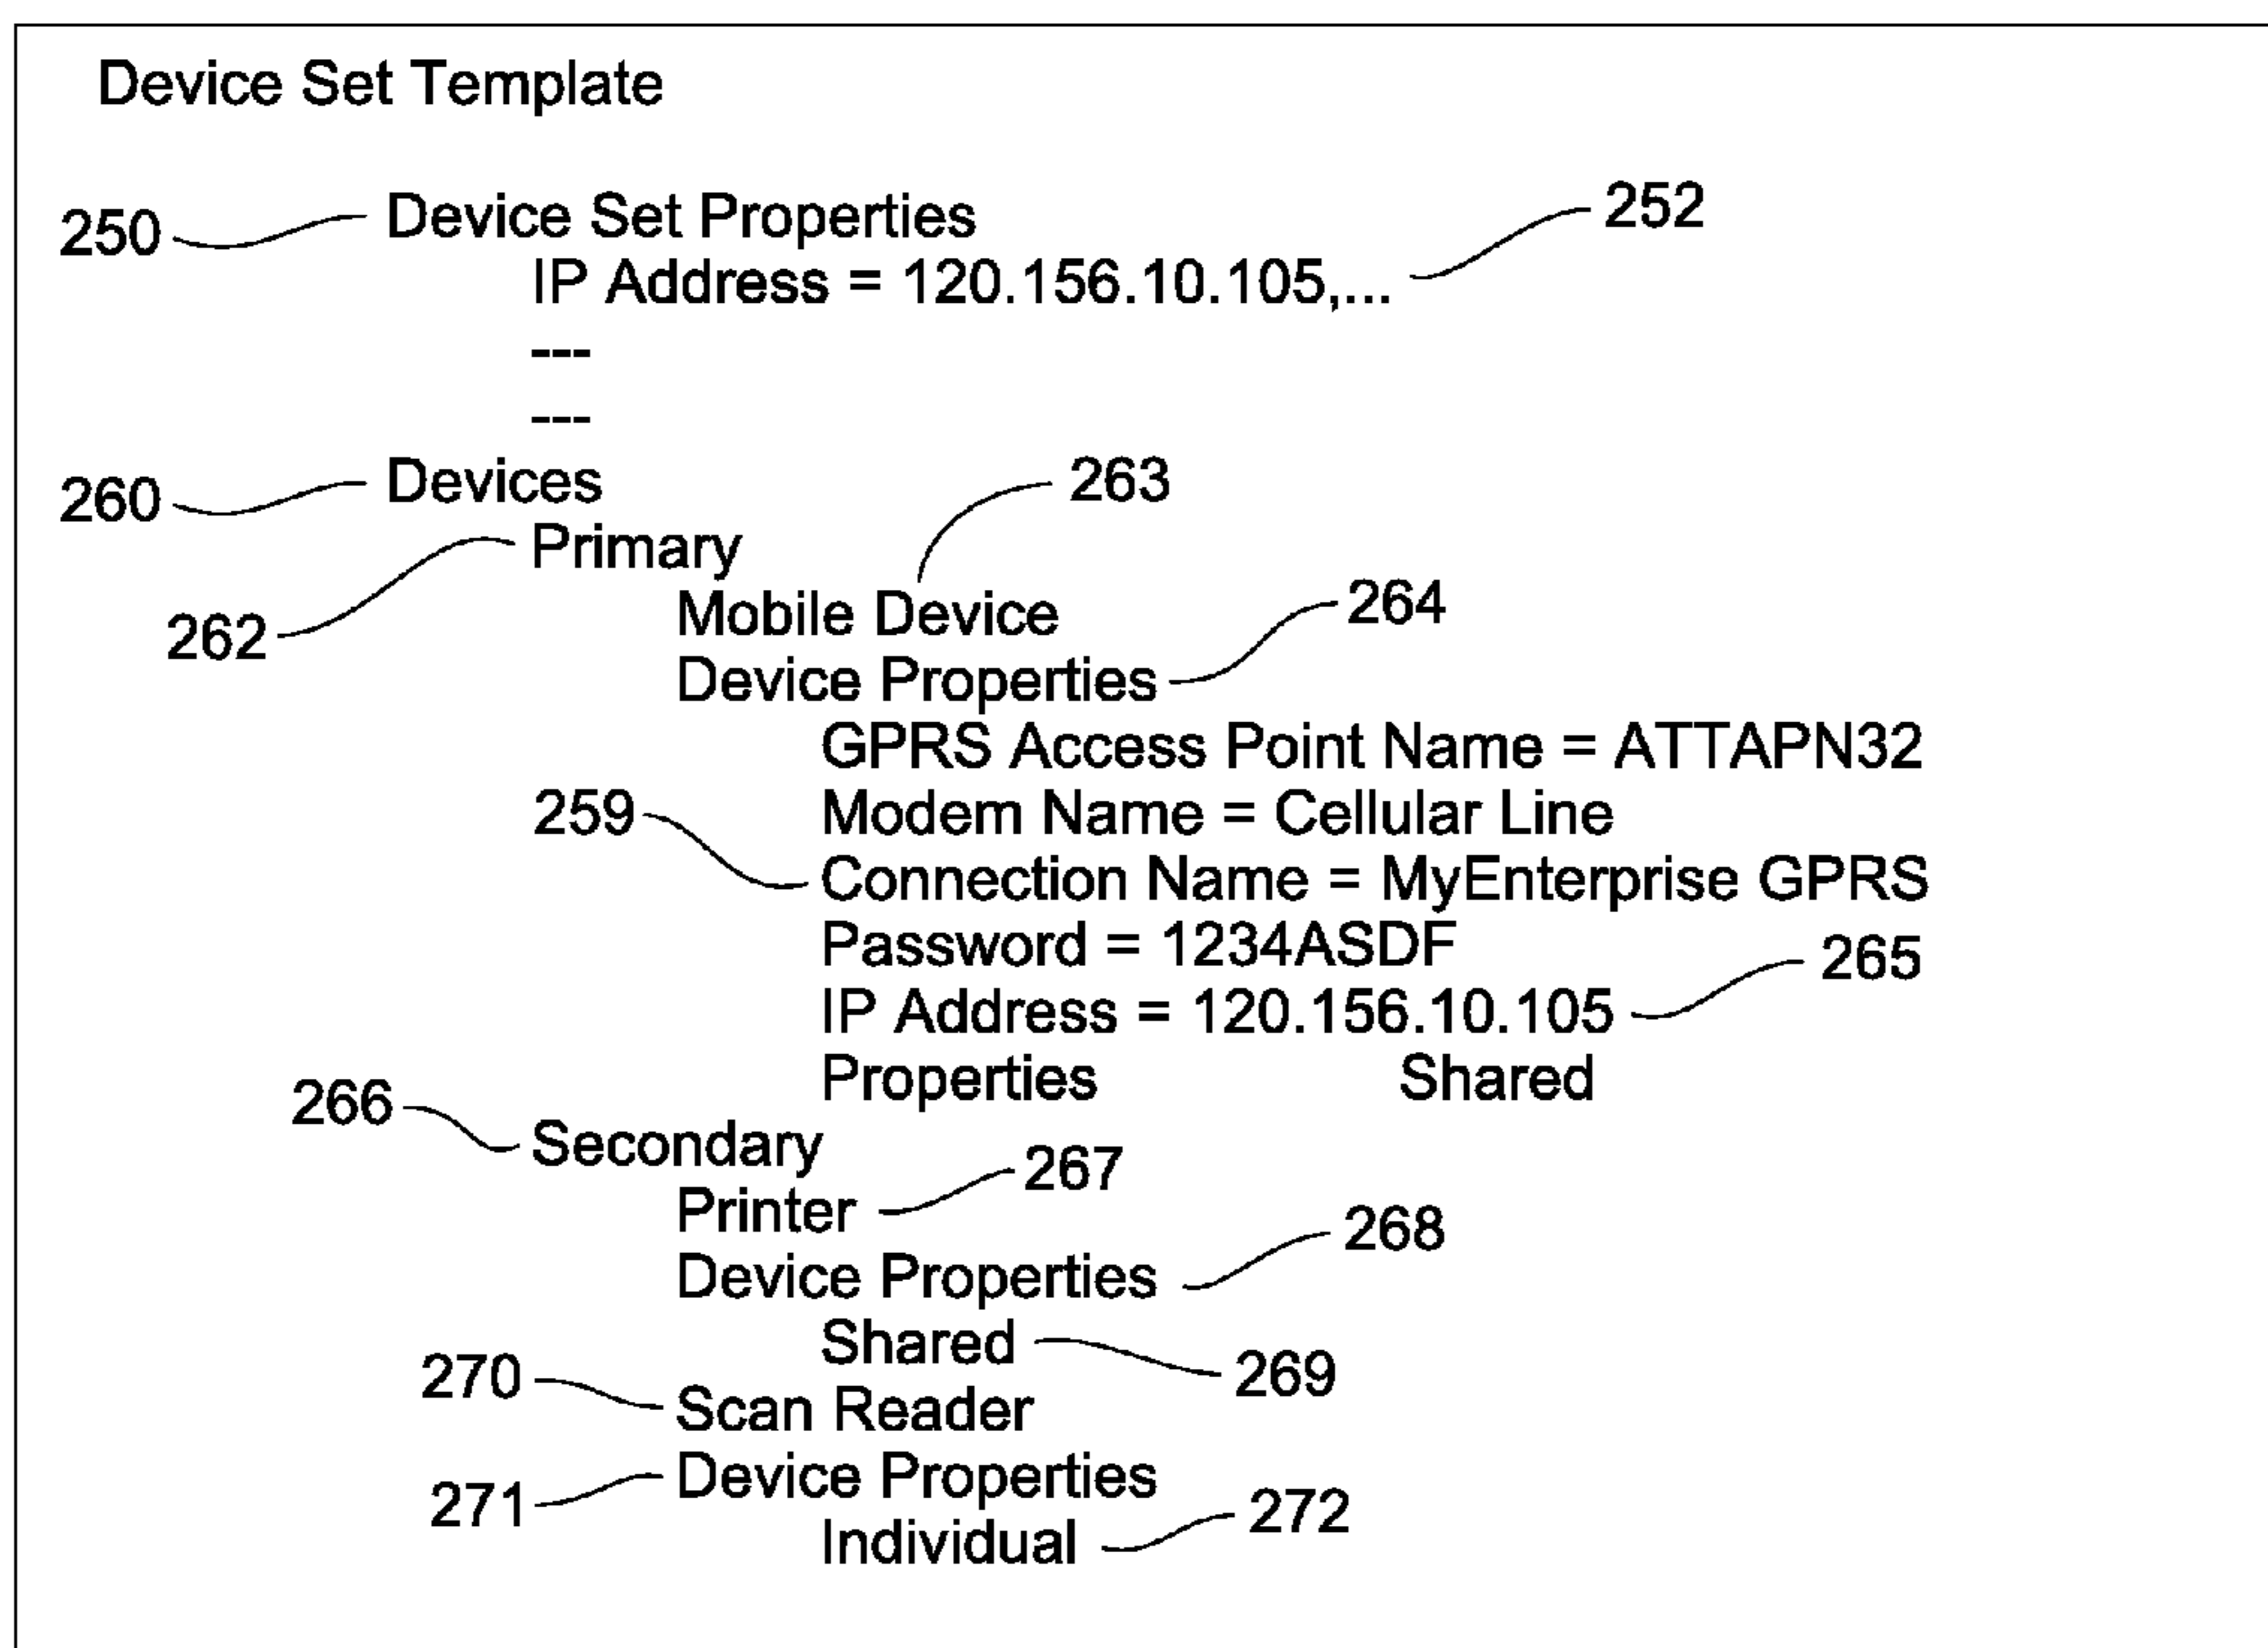 Device Set Template
250 Device Set Properties 252
IP Address = 120.156.10.105,...
---
---
260 Devices 263
Primary
262 Mobile Device 264
Device Properties
GPRS Access Point Name = ATTAPN32
259 Modem Name = Cellular Line
Connection Name = MyEnterprise GPRS
Password = 1234ASDF 265
IP Address = 120.156.10.105
Properties Shared
266 Secondary 267
Printer 268
Device Properties
Shared 269
270 Scan Reader
271 Device Properties 272
Individual